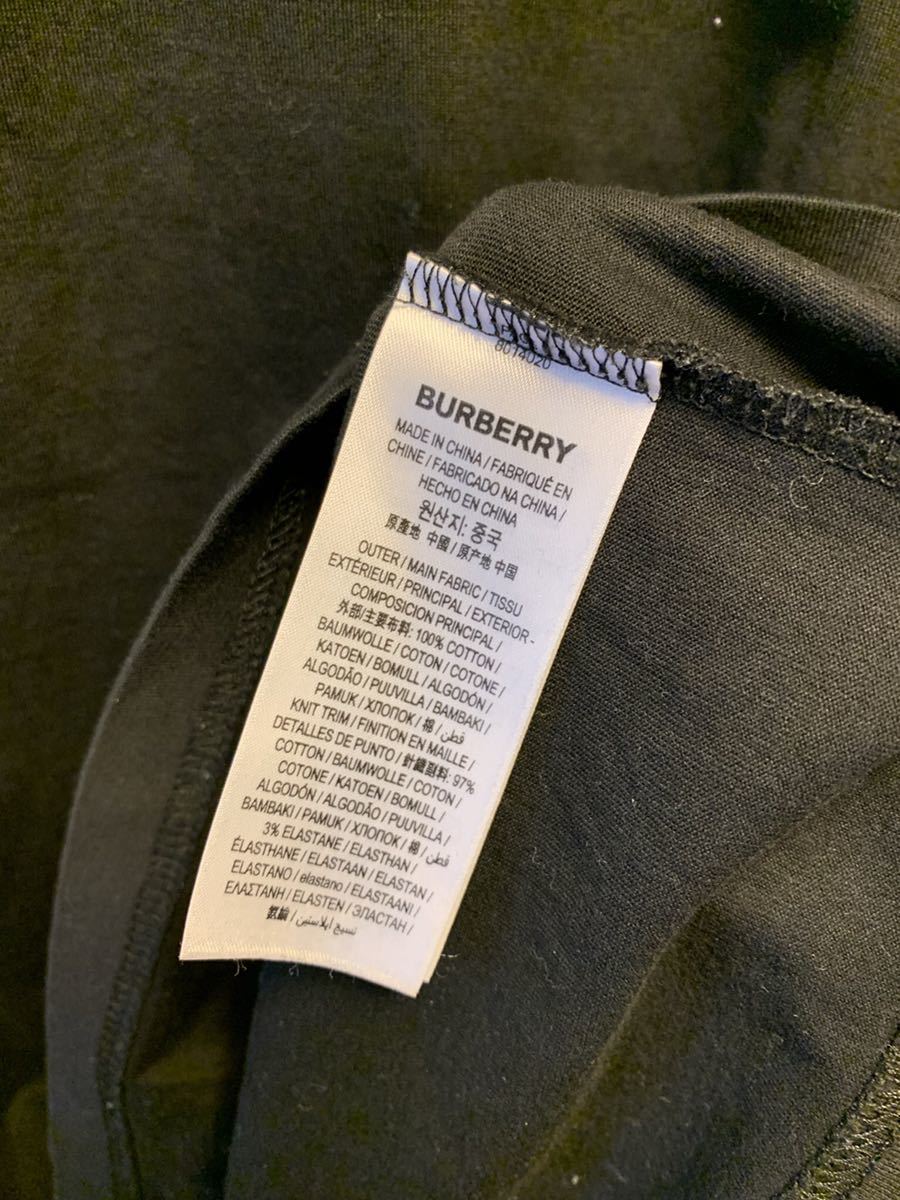 8014020
BURBERRY
MADE IN CHINA / FABRIQUÉ EN
CHINE / FABRICADO NA CHINA /
HECHO EN CHINA
원산지: 중국
原產地 中國 / 原产地 中国
OUTER / MAIN FABRIC / TISSU
EXTÉRIEUR / PRINCIPAL / EXTERIOR -
COMPOSICION PRINCIPAL /
外部/主要布料: 100% COTTON /
BAUMWOLLE / COTON / COTONE /
KATOEN / BOMULL / ALGODÓN /
ALGODÃO / PUUVILLA / BAMBAKI /
PAMUK / ХЛОПОК / 棉 / قطن /
KNIT TRIM / FINITION EN MAILLE /
DETALLES DE PUNTO / 針織副料: 97%
COTTON / BAUMWOLLE / COTON /
COTONE / KATOEN / BOMULL /
ALGODÓN / ALGODÃO / PUUVILLA /
BAMBAKI / PAMUK / ХЛОПОК / 棉 / قطن /
3% ELASTANE / ELASTHAN /
ÉLASTHANE / ELASTAAN / ELASTAN /
ELASTANO / elastano / ELASTAANI /
ΕΛΑΣΤΑΝΗ / ELASTEN / ЭЛАСТАН /
氨綸 / نسيج ايلاستين /